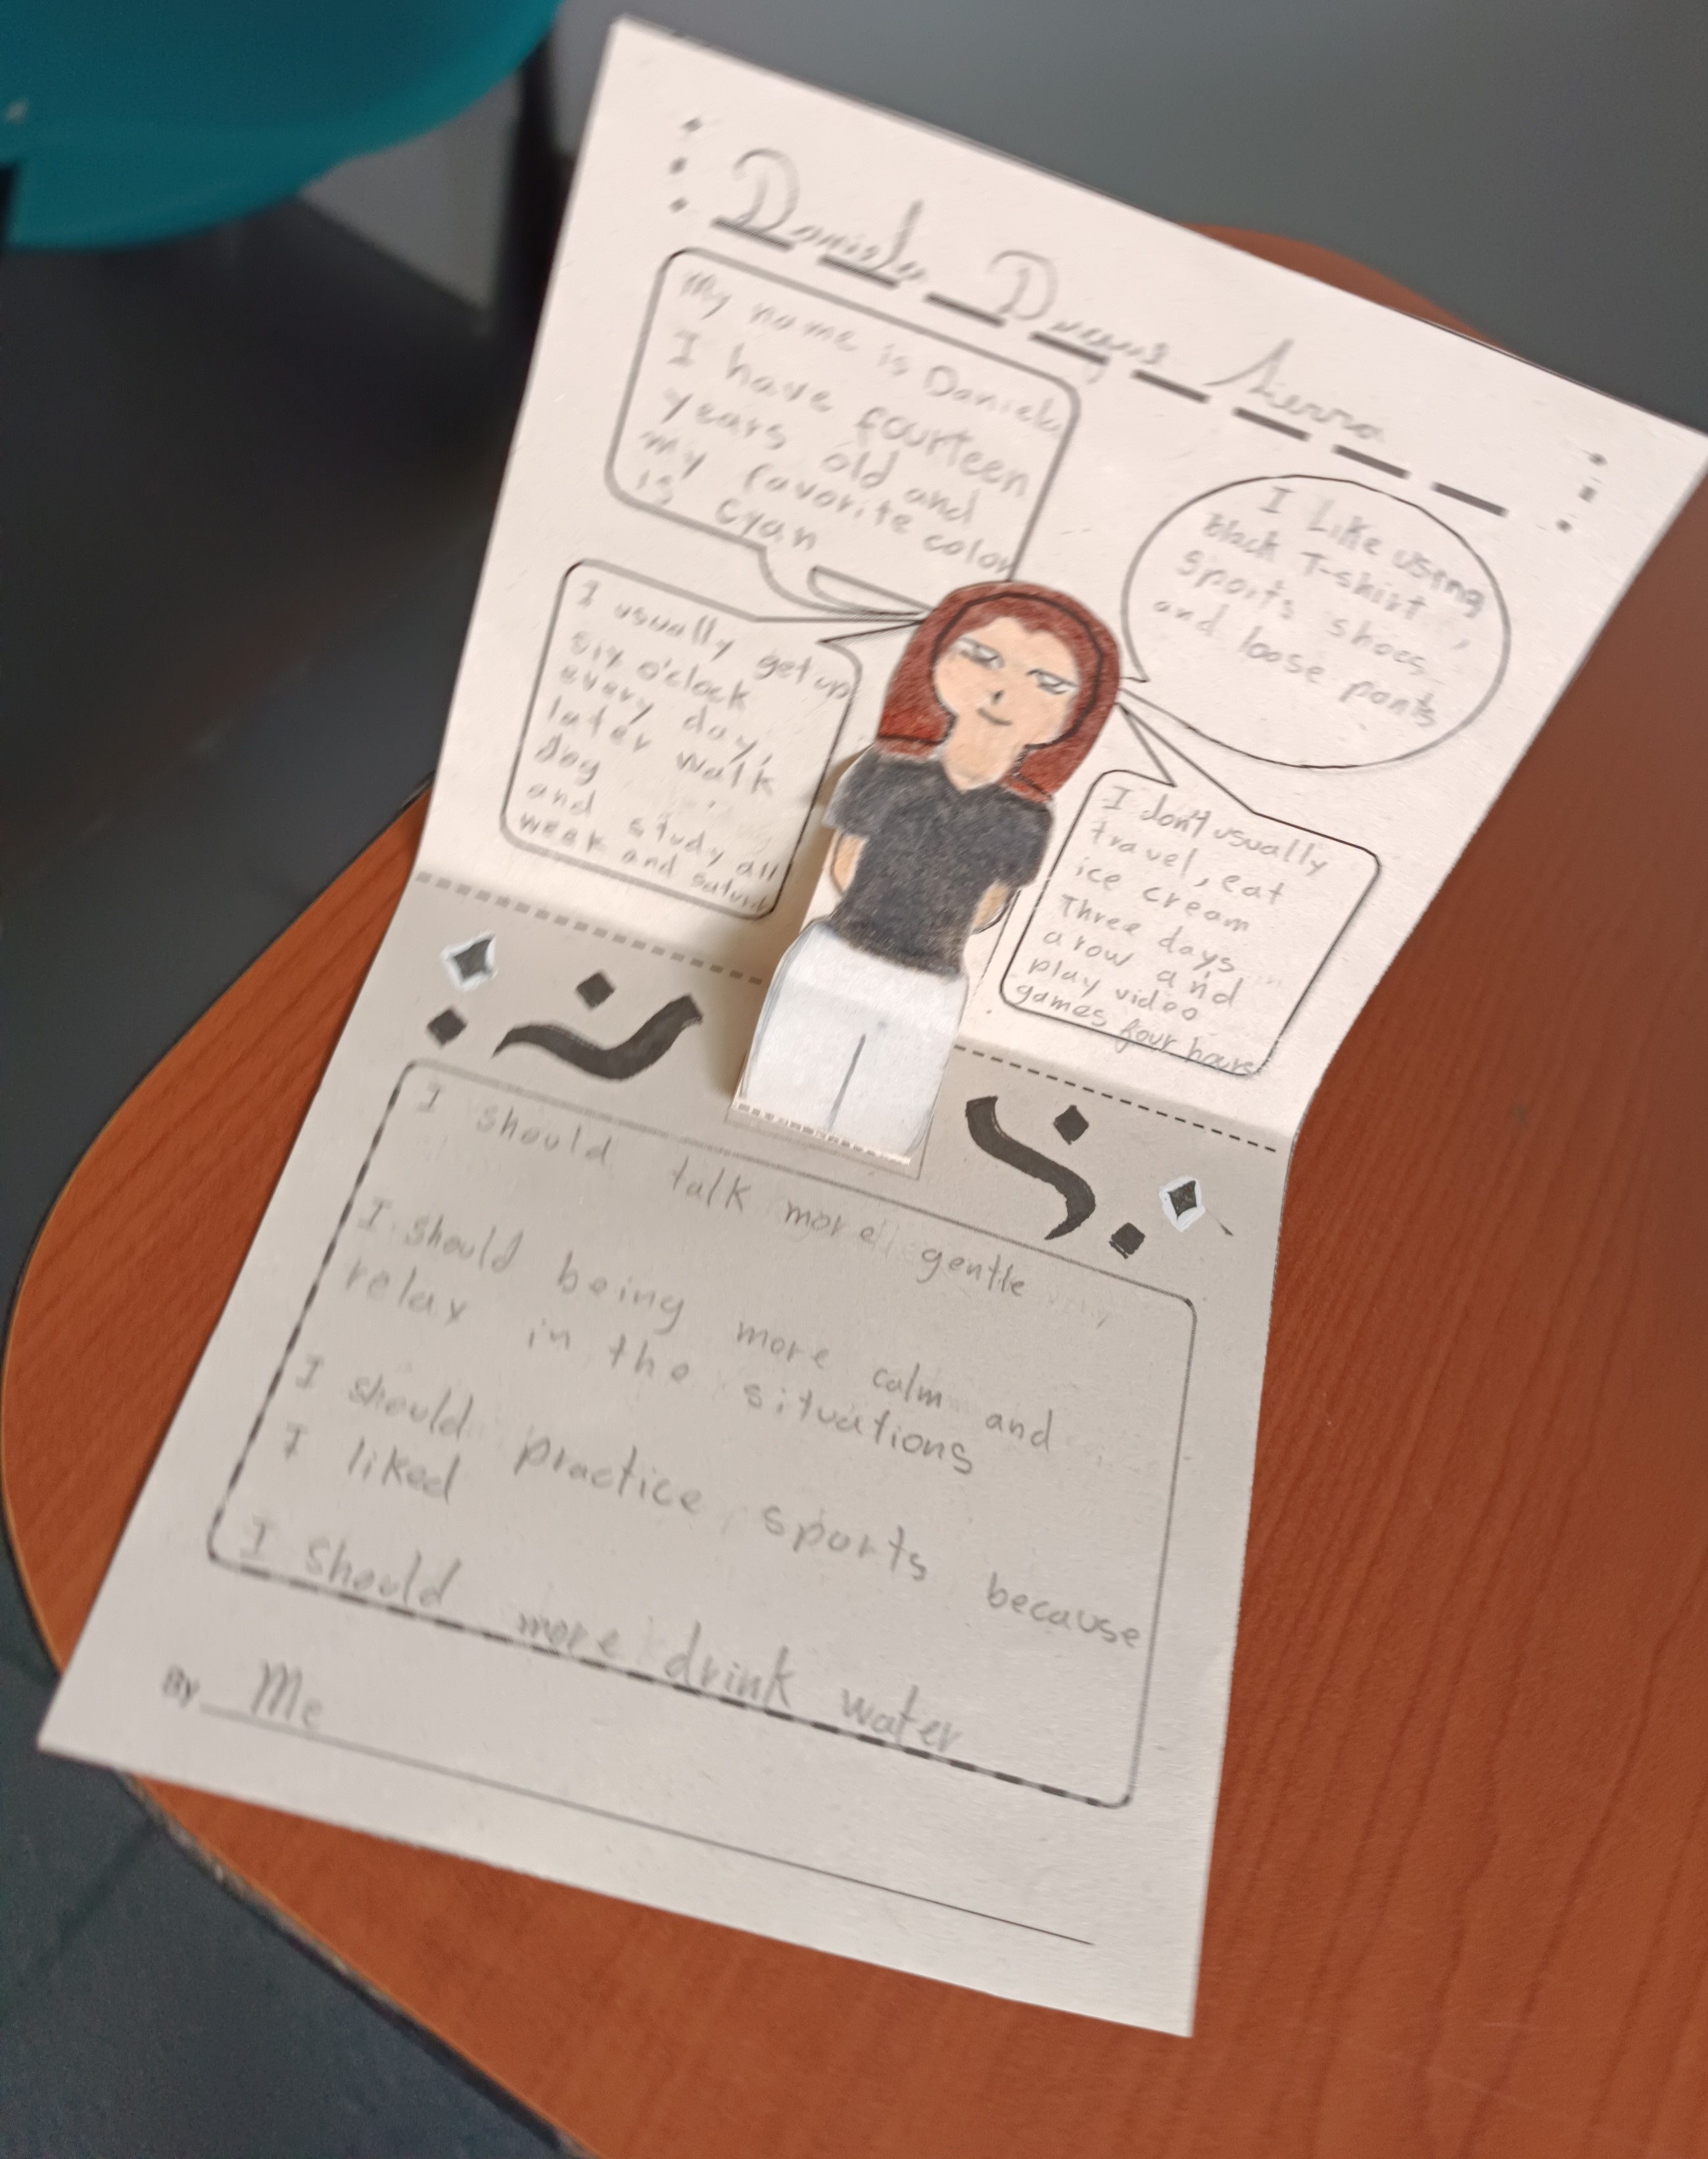 Daniela Sierra
My name is Daniela
I have fourteen
years old and
my favorite color
is cyan
I Like using
Black T-shirt,
sports shoes
and loose pants
I usually get up
six o'clock
every day,
later walk
dog
and study all
weak and saturd
I don't usually
travel, eat
ice cream
Three days
a row and
play video
games four hours
I should talk more gentle
I should being more calm and
relax in the situations
I should practice sports because
I liked
I should more drink water
By Me